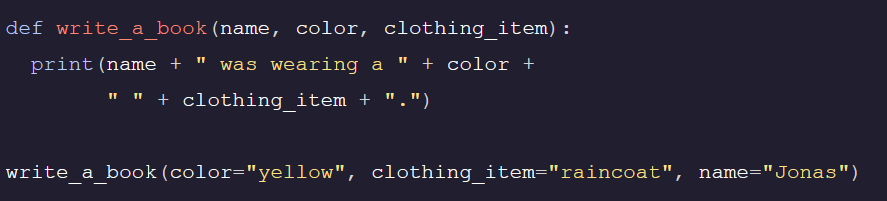 def write_a_book(name, color, clothing_item):
  print(name + " was wearing a " + color +
        " " + clothing_item + ".")

write_a_book(color="yellow", clothing_item="raincoat", name="Jonas")